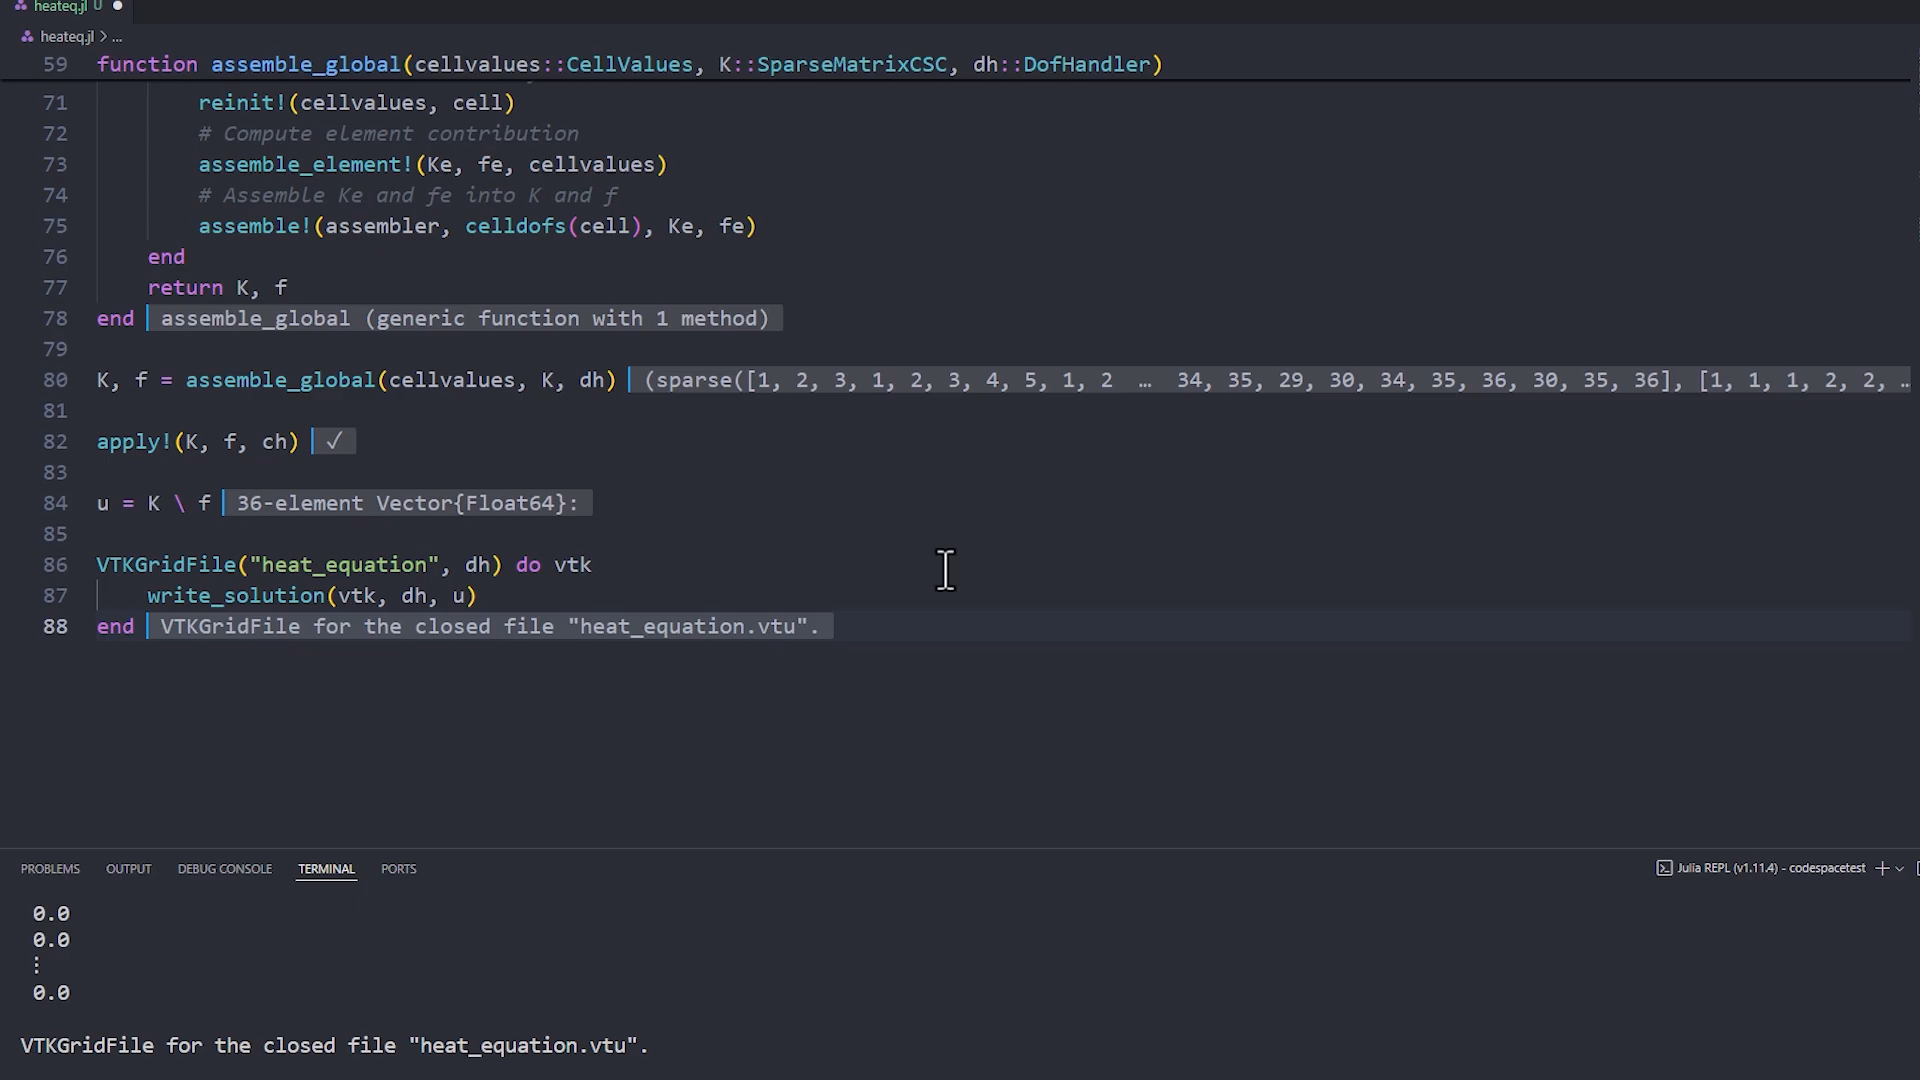 heateq.jl U ●
heateq.jl > ...
59 function assemble_global(cellvalues::CellValues, K::SparseMatrixCSC, dh::DofHandler)
71 reinit!(cellvalues, cell)
72 # Compute element contribution
73 assemble_element!(Ke, fe, cellvalues)
74 # Assemble Ke and fe into K and f
75 assemble!(assembler, celldofs(cell), Ke, fe)
76 end
77 return K, f
78 end assemble_global (generic function with 1 method)
79
80 K, f = assemble_global(cellvalues, K, dh) (sparse([1, 2, 3, 1, 2, 3, 4, 5, 1, 2 … 34, 35, 29, 30, 34, 35, 36, 30, 35, 36], [1, 1, 1, 2, 2, …
81
82 apply!(K, f, ch) ✓
83
84 u = K \ f 36-element Vector{Float64}:
85
86 VTKGridFile("heat_equation", dh) do vtk
87 write_solution(vtk, dh, u)
88 end VTKGridFile for the closed file "heat_equation.vtu".
PROBLEMS OUTPUT DEBUG CONSOLE TERMINAL PORTS Julia REPL (v1.11.4) - codespacetest
0.0
0.0
⋮
0.0
VTKGridFile for the closed file "heat_equation.vtu".